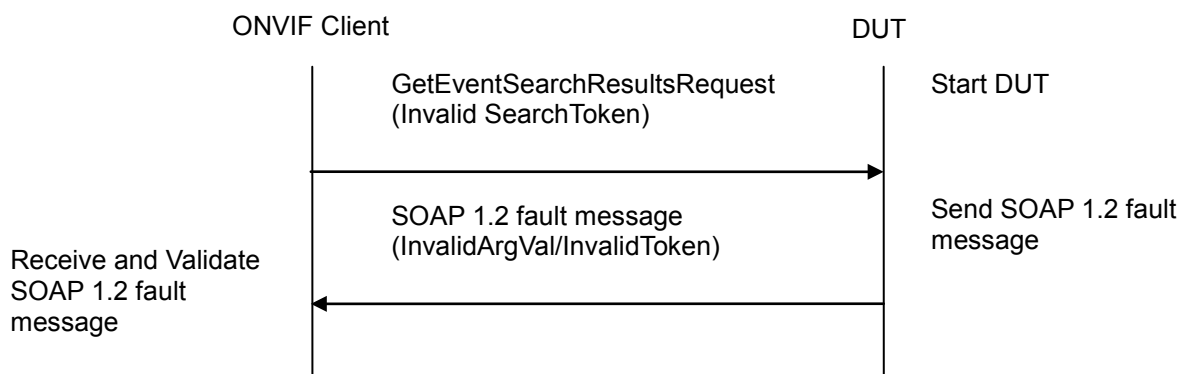 ONVIF Client
DUT
GetEventSearchResultsRequest
(Invalid SearchToken)
Start DUT
SOAP 1.2 fault message
(InvalidArgVal/InvalidToken)
Send SOAP 1.2 fault
message
Receive and Validate
SOAP 1.2 fault
message